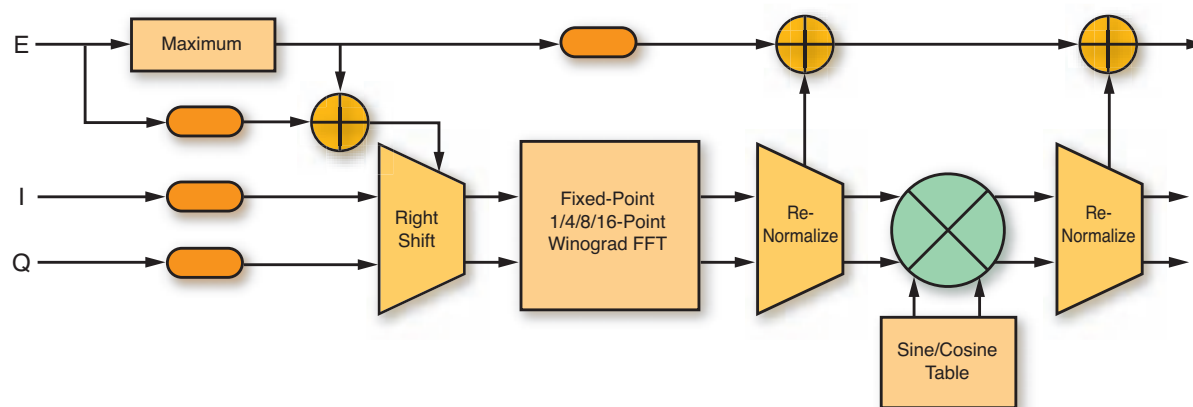 E
Maximum
I
Q
Right
Shift
Fixed-Point
1/4/8/16-Point
Winograd FFT
Re-
Normalize
Re-
Normalize
Sine/Cosine
Table